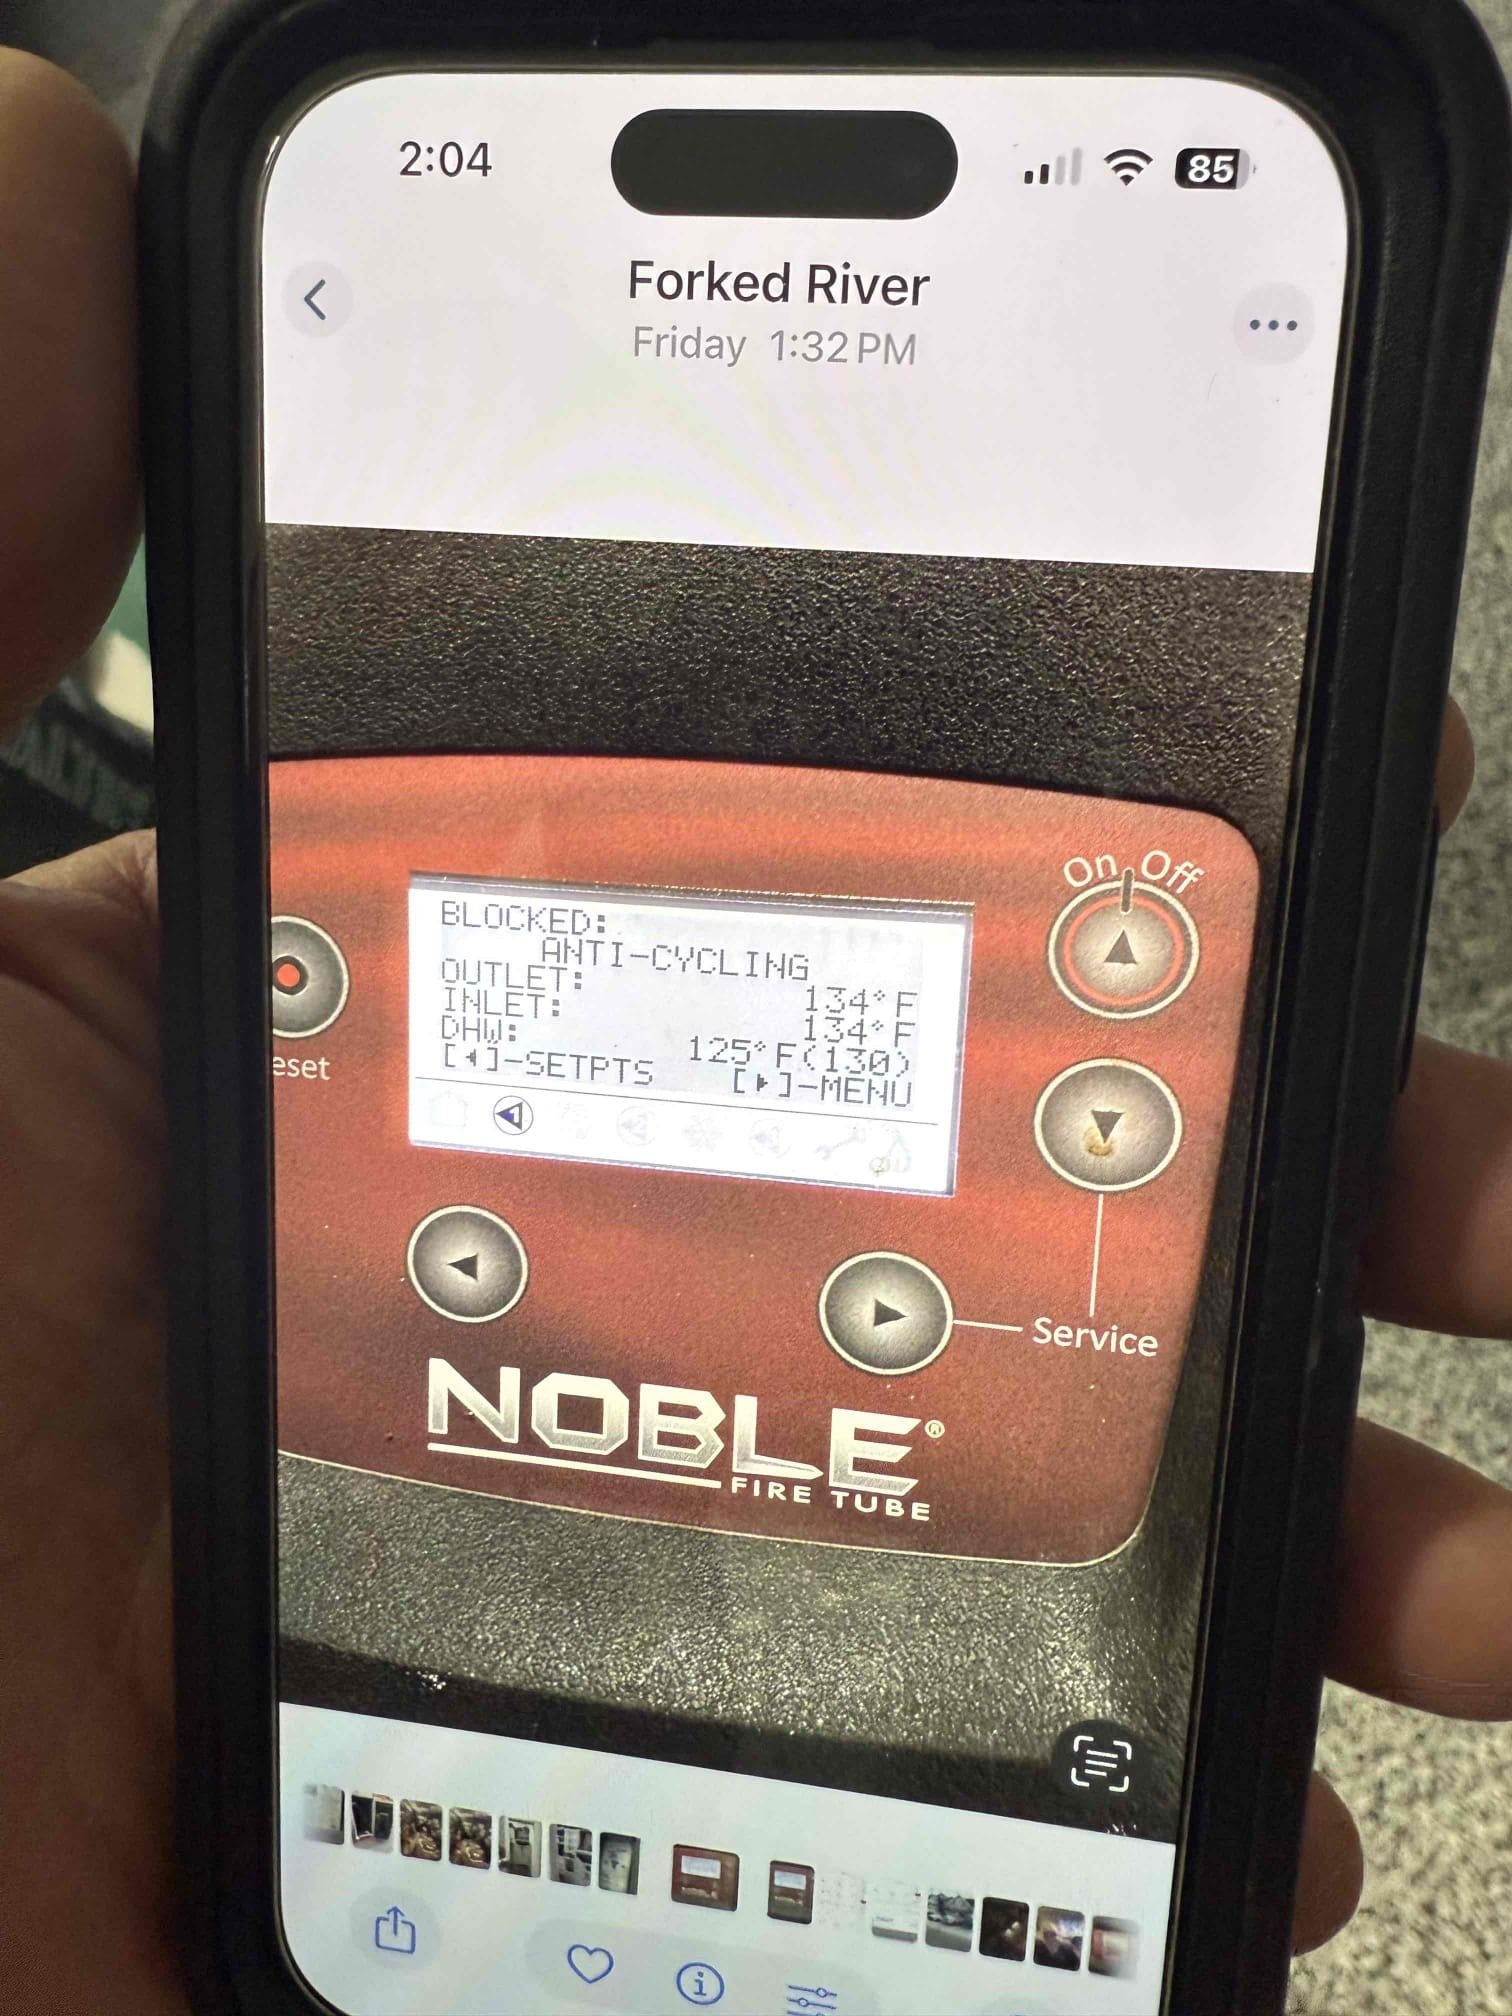 2:04
85
Forked River
Friday 1:32 PM
On Off
BLOCKED:
ANTI-CYCLING
OUTLET: 134°F
INLET: 134°F
DHW: 125°F(130)
[◂]-SETPTS [▸]-MENU
eset
Service
NOBLE®
FIRE TUBE